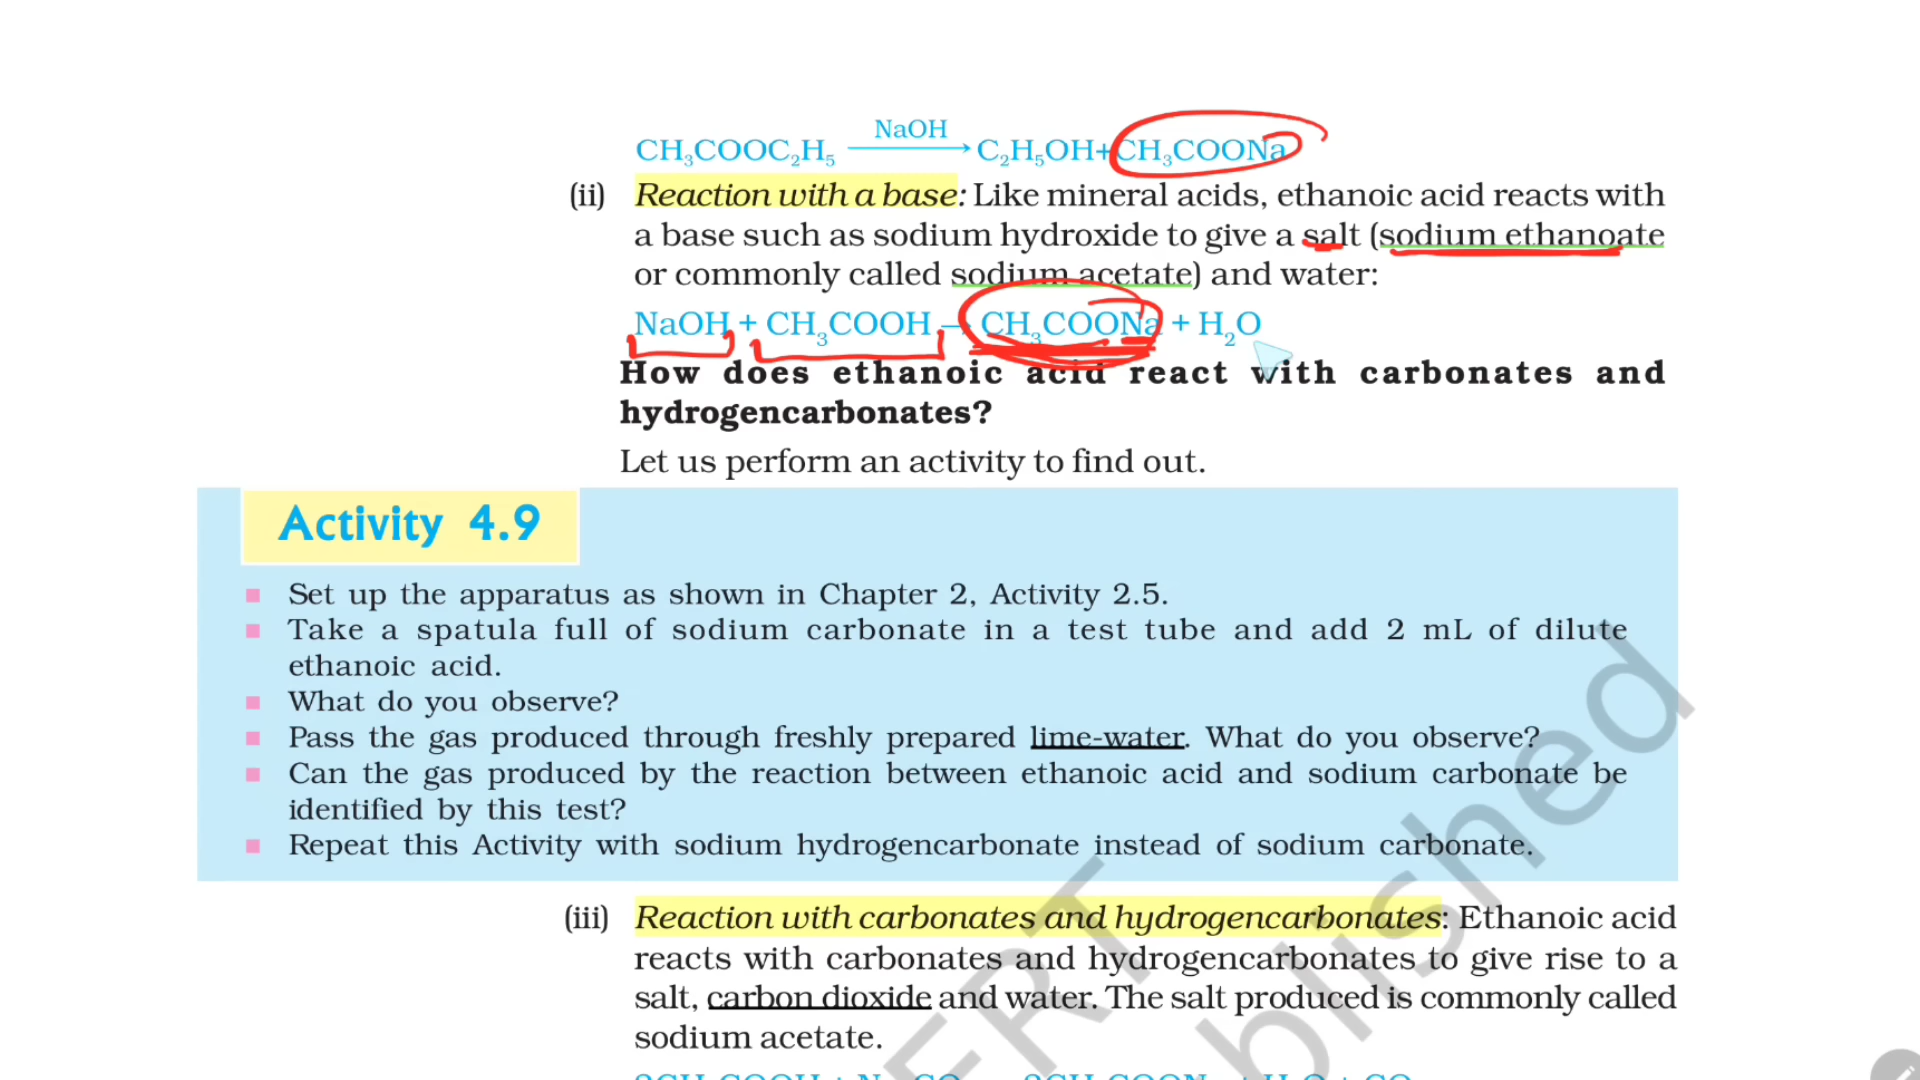 NaOH
CH₃COOC₂H₅ ⟶ C₂H₅OH+CH₃COONa
(ii) Reaction with a base: Like mineral acids, ethanoic acid reacts with
a base such as sodium hydroxide to give a salt (sodium ethanoate
or commonly called sodium acetate) and water:
NaOH + CH₃COOH → CH₃COONa + H₂O
How does ethanoic acid react with carbonates and
hydrogencarbonates?
Let us perform an activity to find out.
Activity 4.9
■ Set up the apparatus as shown in Chapter 2, Activity 2.5.
■ Take a spatula full of sodium carbonate in a test tube and add 2 mL of dilute
ethanoic acid.
■ What do you observe?
■ Pass the gas produced through freshly prepared lime-water. What do you observe?
■ Can the gas produced by the reaction between ethanoic acid and sodium carbonate be
identified by this test?
■ Repeat this Activity with sodium hydrogencarbonate instead of sodium carbonate.
(iii) Reaction with carbonates and hydrogencarbonates: Ethanoic acid
reacts with carbonates and hydrogencarbonates to give rise to a
salt, carbon dioxide and water. The salt produced is commonly called
sodium acetate.